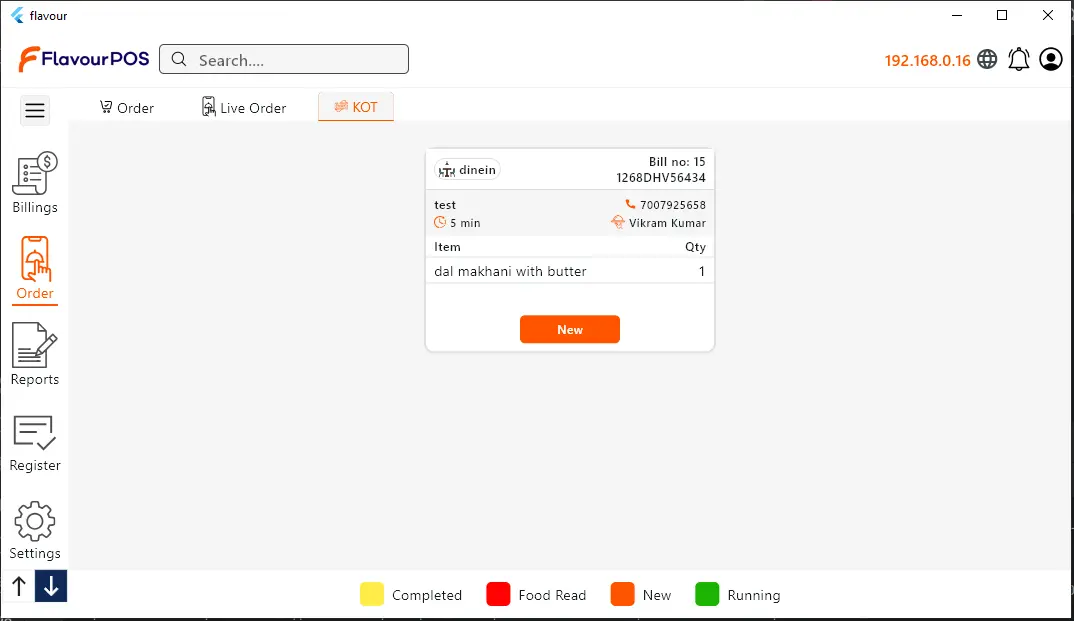 flavour
FlavourPOS
Search....
192.168.0.16
Order
Live Order
KOT
Billings
Order
Reports
Register
Settings
dinein
Bill no: 15
1268DHV56434
test
7007925658
5 min
Vikram Kumar
Item Qty
dal makhani with butter 1
New
Completed
Food Read
New
Running